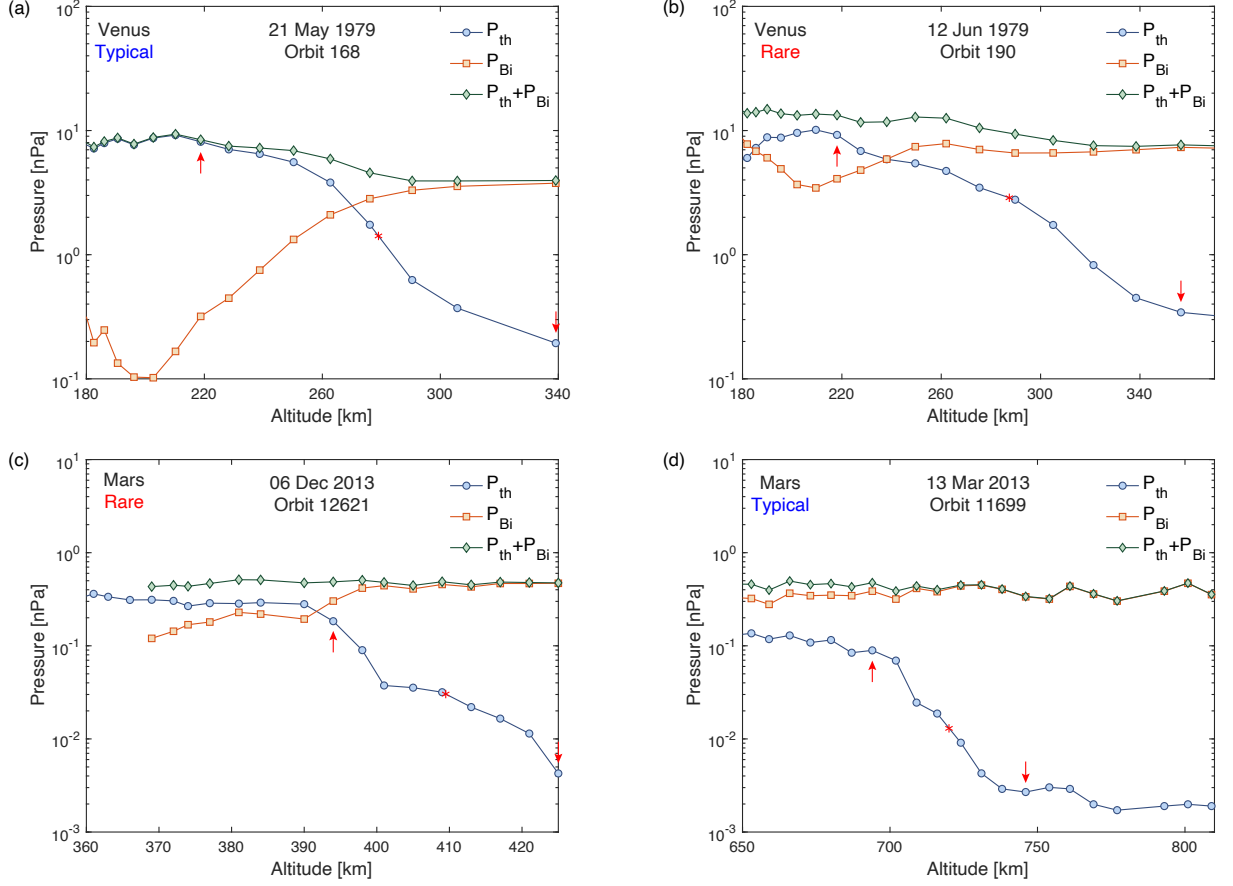 (a)
Venus
Typical
21 May 1979
Orbit 168
P_th
P_Bi
P_th+P_Bi
10^2
10^1
10^0
10^-1
Pressure [nPa]
180 220 260 300 340
Altitude [km]
(b)
Venus
Rare
12 Jun 1979
Orbit 190
P_th
P_Bi
P_th+P_Bi
10^2
10^1
10^0
10^-1
Pressure [nPa]
180 220 260 300 340
Altitude [km]
(c)
Mars
Rare
06 Dec 2013
Orbit 12621
P_th
P_Bi
P_th+P_Bi
10^1
10^0
10^-1
10^-2
10^-3
Pressure [nPa]
360 370 380 390 400 410 420
Altitude [km]
(d)
Mars
Typical
13 Mar 2013
Orbit 11699
P_th
P_Bi
P_th+P_Bi
10^1
10^0
10^-1
10^-2
10^-3
Pressure [nPa]
650 700 750 800
Altitude [km]